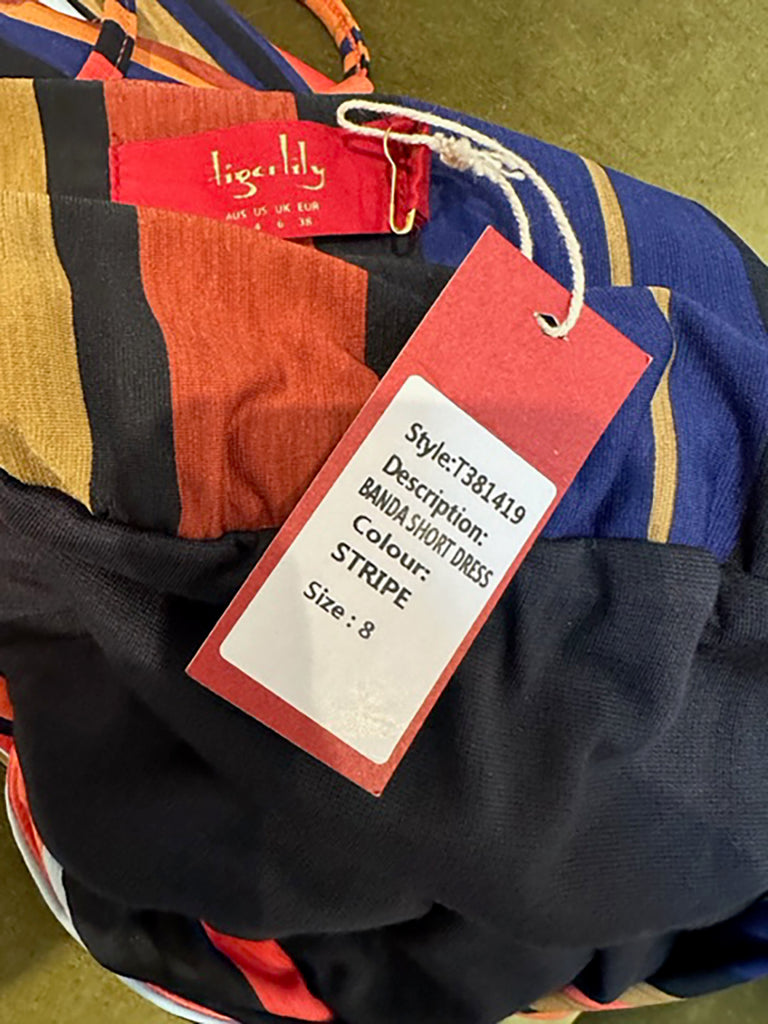 tigerlily
AUS US UK EUR
4 6 38
Style:T381419
Description:
BANDA SHORT DRESS
Colour:
STRIPE
Size : 8